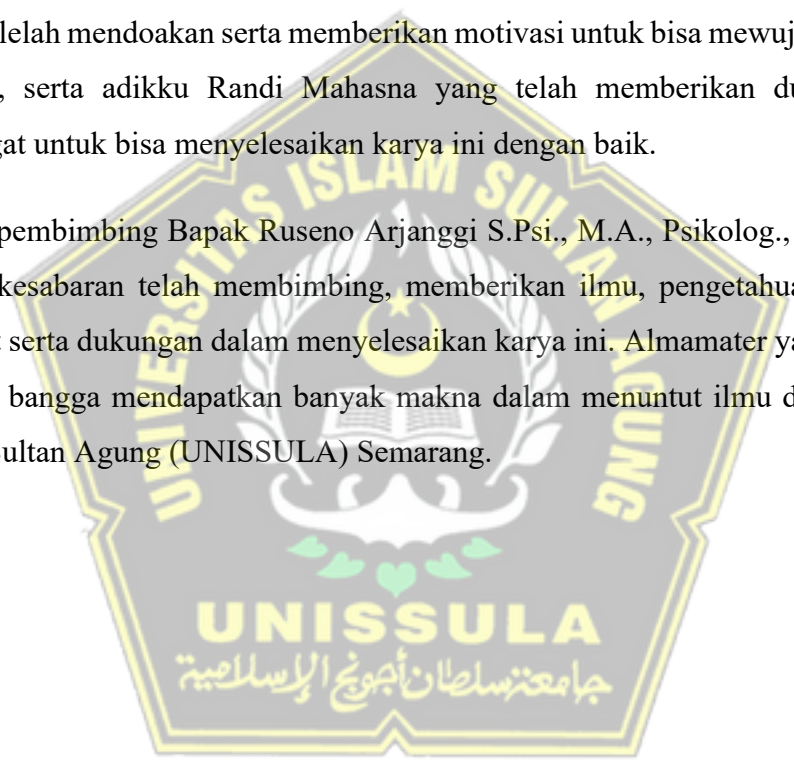 lelah mendoakan serta memberikan motivasi untuk bisa mewuj
, serta adikku Randi Mahasna yang telah memberikan du
gat untuk bisa menyelesaikan karya ini dengan baik.
pembimbing Bapak Ruseno Arjanggi S.Psi., M.A., Psikolog.,
kesabaran telah membimbing, memberikan ilmu, pengetahua
t serta dukungan dalam menyelesaikan karya ini. Almamater ya
bangga mendapatkan banyak makna dalam menuntut ilmu d
Sultan Agung (UNISSULA) Semarang.
UNIVERSITAS ISLAM SULTAN AGUNG
UNISSULA
جامعة سلطان أجونج الإسلامية